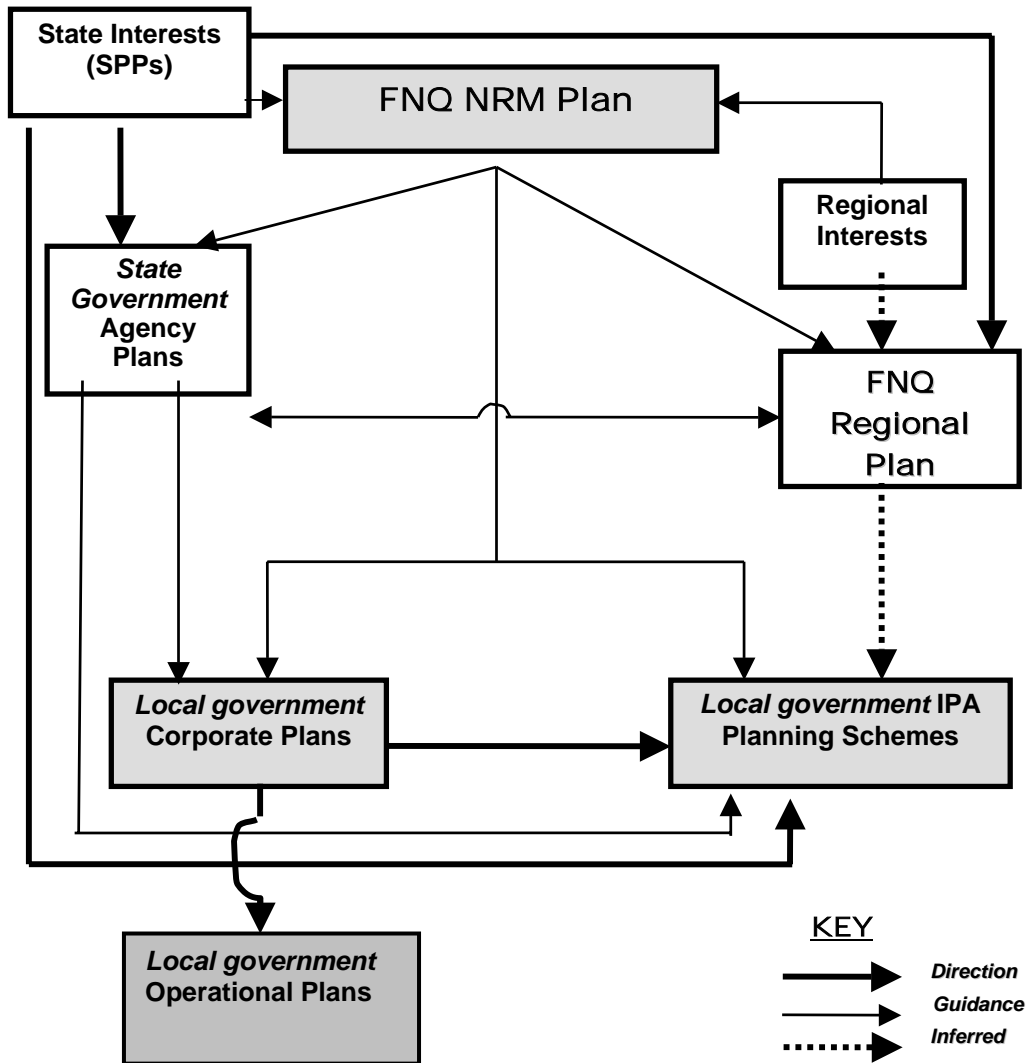 State Interests
(SPPs)
FNQ NRM Plan
Regional
Interests
State
Government
Agency
Plans
FNQ
Regional
Plan
Local government
Corporate Plans
Local government IPA
Planning Schemes
Local government
Operational Plans
KEY
Direction
Guidance
Inferred